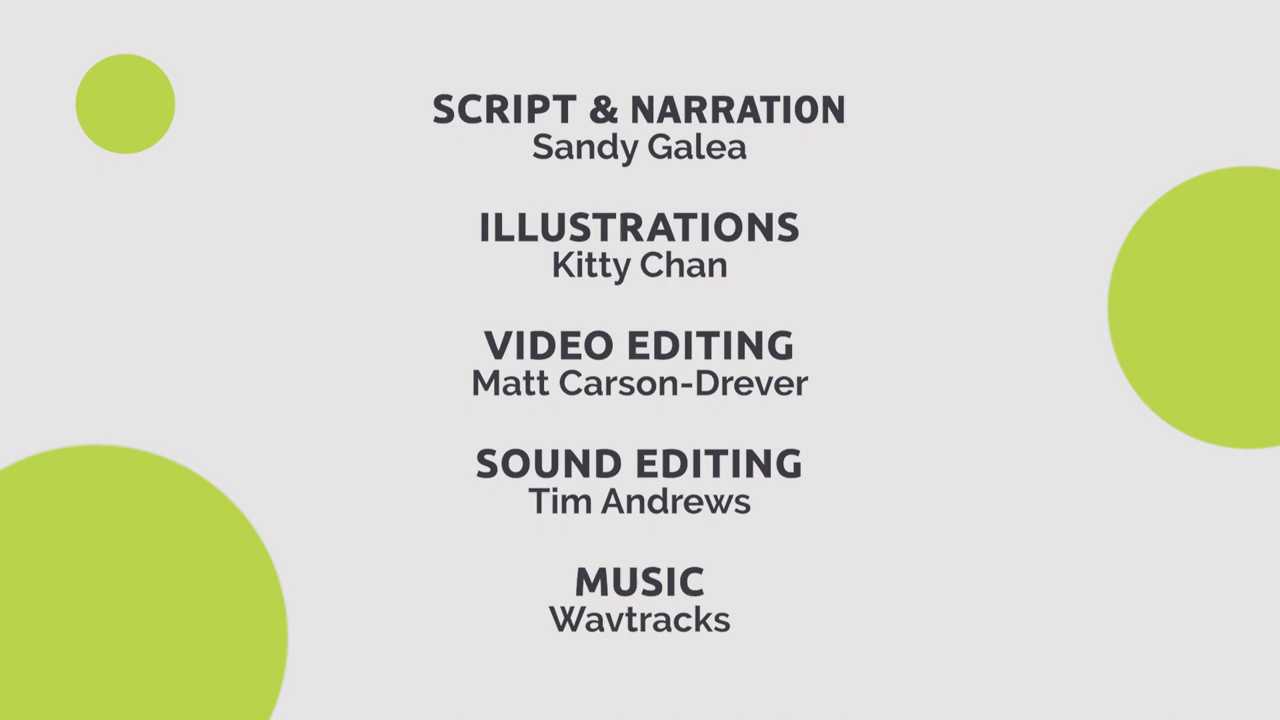 SCRIPT & NARRATION
Sandy Galea
ILLUSTRATIONS
Kitty Chan
VIDEO EDITING
Matt Carson-Drever
SOUND EDITING
Tim Andrews
MUSIC
Wavtracks